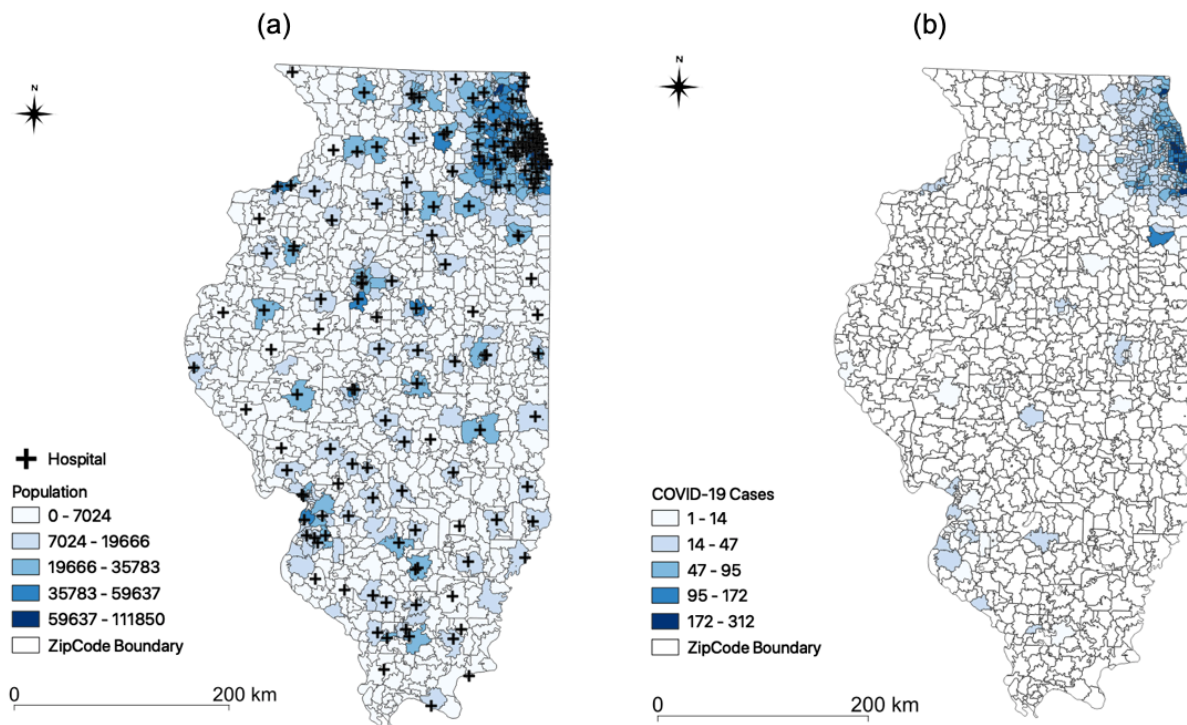 (a)
N
Hospital
Population
0 - 7024
7024 - 19666
19666 - 35783
35783 - 59637
59637 - 111850
ZipCode Boundary
0 200 km
(b)
N
COVID-19 Cases
1 - 14
14 - 47
47 - 95
95 - 172
172 - 312
ZipCode Boundary
0 200 km